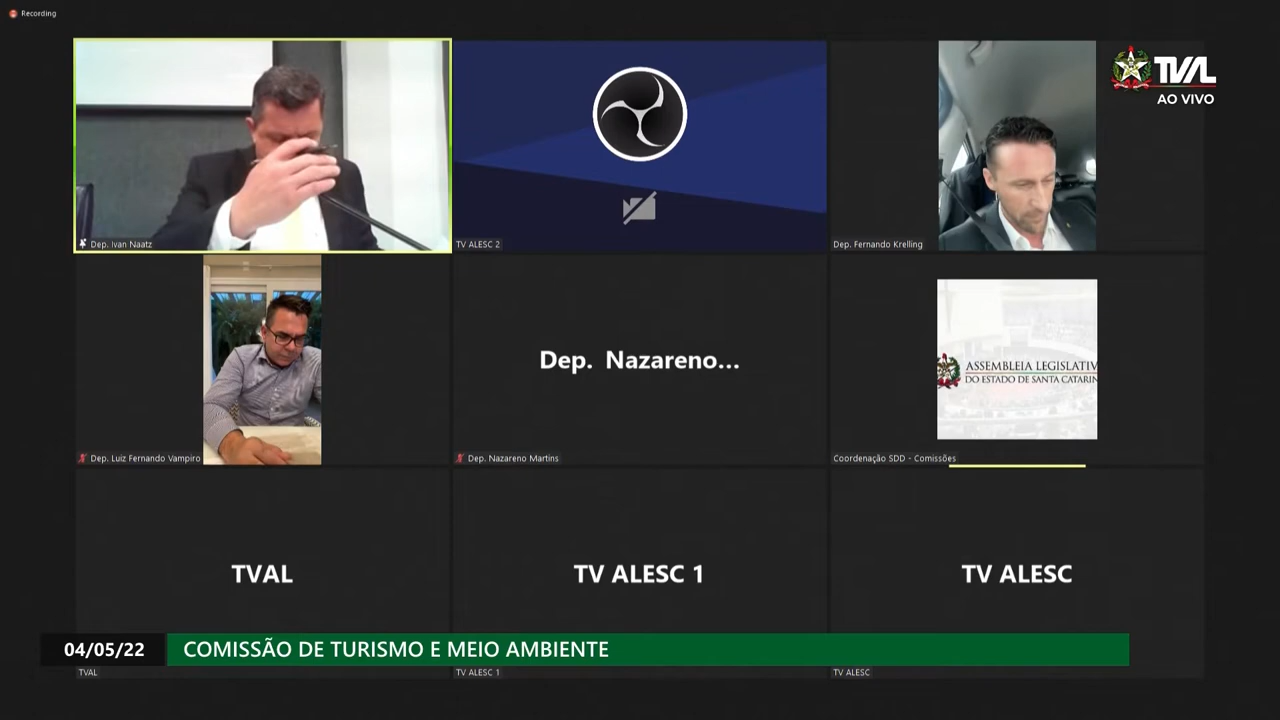 Recording
TVAL
AO VIVO
Dep. Ivan Naatz
TV ALESC 2
Dep. Fernando Krelling
Dep. Nazareno...
ASSEMBLEIA LEGISLATIV
DO ESTADO DE SANTA CATARIN
Dep. Luiz Fernando Vampiro
Dep. Nazareno Martins
Coordenação SDD - Comissões
TVAL
TV ALESC 1
TV ALESC
04/05/22
COMISSÃO DE TURISMO E MEIO AMBIENTE
TVAL
TV ALESC 1
TV ALESC